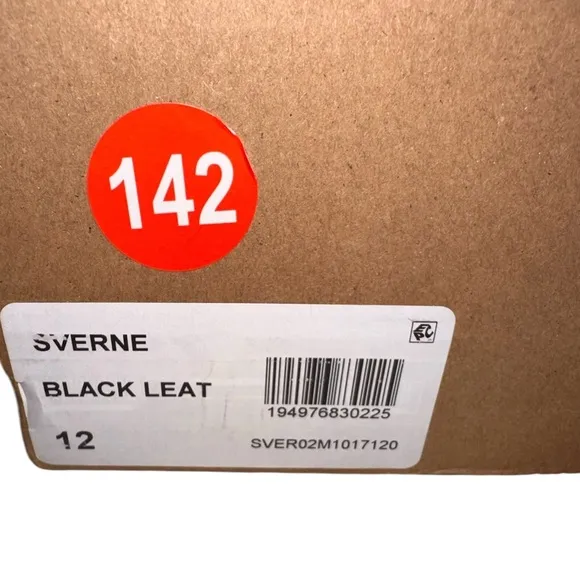 142
SVERNE
BLACK LEAT
194976830225
12
SVER02M1017120